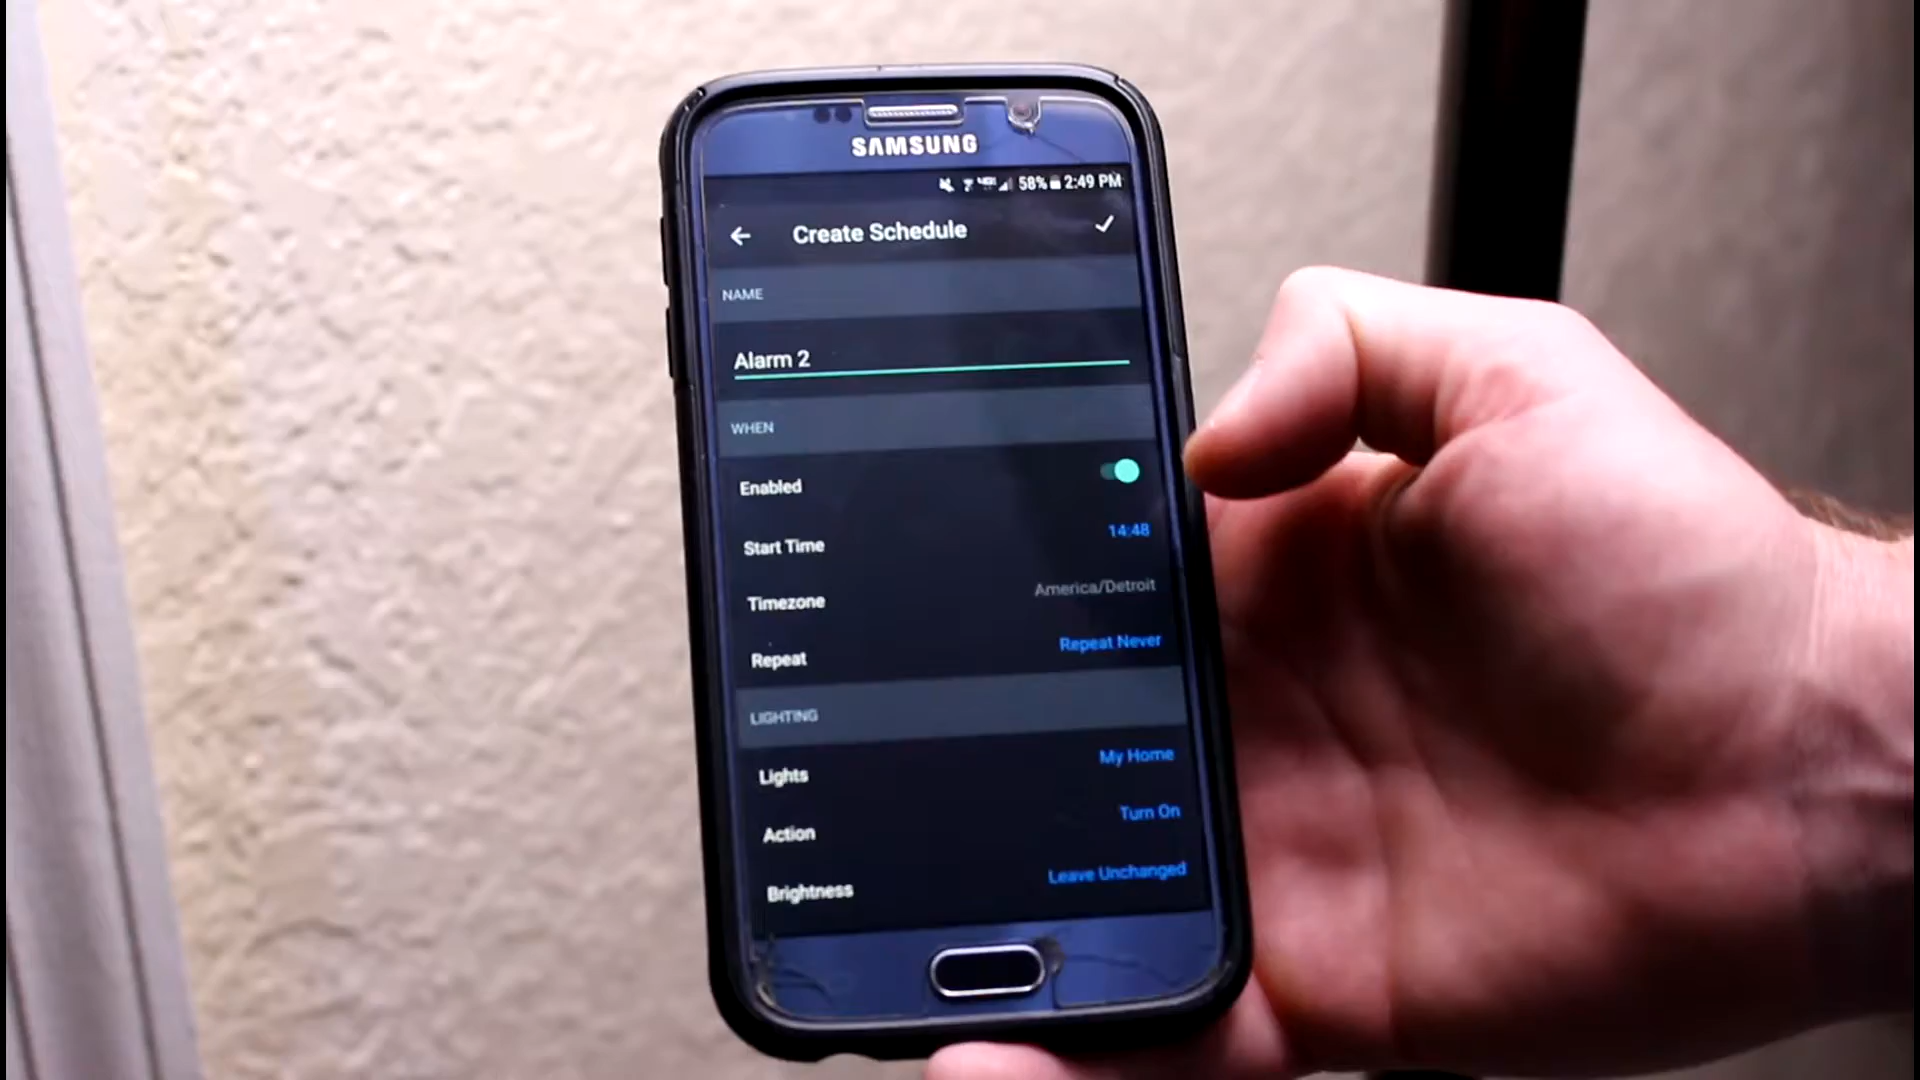 SAMSUNG
58% 2:49 PM
Create Schedule
NAME
Alarm 2
WHEN
Enabled
Start Time 14:48
Timezone America/Detroit
Repeat Repeat Never
LIGHTING
Lights My Home
Action Turn On
Brightness Leave Unchanged